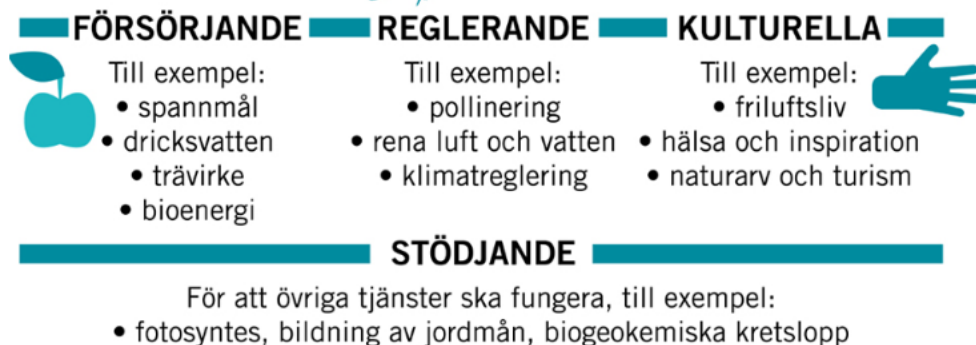 FÖRSÖRJANDE
Till exempel:
• spannmål
• dricksvatten
• trävirke
• bioenergi
REGLERANDE
Till exempel:
• pollinering
• rena luft och vatten
• klimatreglering
KULTURELLA
Till exempel:
• friluftsliv
• hälsa och inspiration
• naturarv och turism
STÖDJANDE
För att övriga tjänster ska fungera, till exempel:
• fotosyntes, bildning av jordmån, biogeokemiska kretslopp